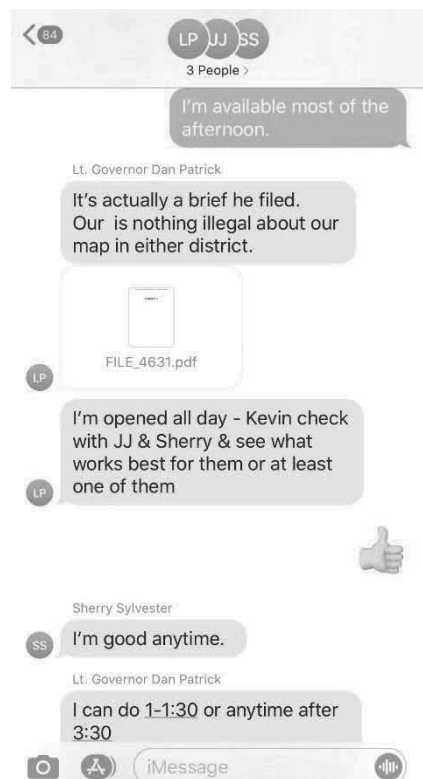 84
LP JJ SS
3 People >
I'm available most of the
afternoon.
Lt. Governor Dan Patrick
It's actually a brief he filed.
Our  is nothing illegal about our
map in either district.
FILE_4631.pdf
LP
I'm opened all day - Kevin check
with JJ & Sherry & see what
works best for them or at least
one of them
LP
Sherry Sylvester
I'm good anytime.
SS
Lt. Governor Dan Patrick
I can do 1-1:30 or anytime after
3:30
iMessage